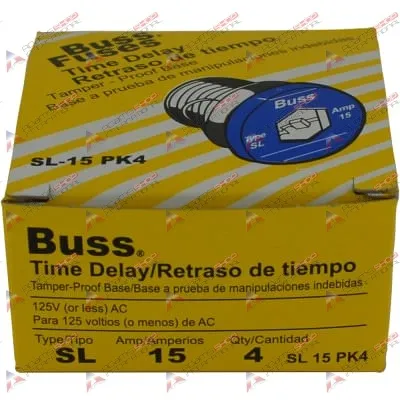 Buss®
Fuses
Time Delay
Retraso de tiempo
Tamper-Proof Base
Base a prueba de manipulaciones indebidas
Buss
Amp
15
Type
SL
SL-15 PK4
Buss®
Time Delay/Retraso de tiempo
Tamper-Proof Base/Base a prueba de manipulaciones indebidas
125V (or less) AC
Para 125 voltios (o menos) de AC
Type/Tipo Amp/Amperios Qty/Cantidad
SL 15 4 SL 15 PK4